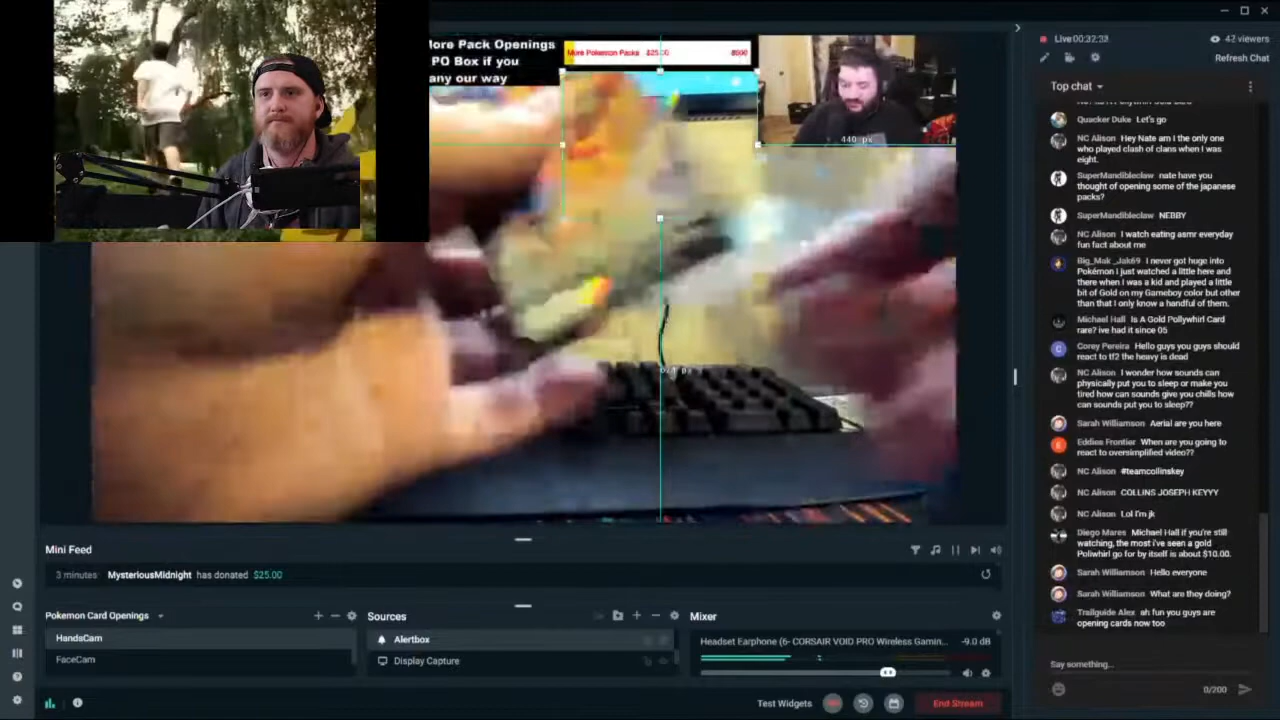 More Pack Openings
PO Box if you
any our way
More Pokemon Packs $25.00 $500
440 px
Live 00:32:33
42 viewers
Refresh Chat
Top chat
Quacker Duke Let's go
NC Alison Hey Nate am I the only one
who played clash of clans when I was
eight.
SuperMandibleclaw nate have you
thought of opening some of the japanese
packs?
SuperMandibleclaw NEBBY
NC Alison I watch eating asmr everyday
fun fact about me
Big_Mak_Jak69 I never got huge into
Pokémon I just watched a little here and
there when I was a kid and played a little
bit of Gold on my Gameboy color but other
than that I only know a handful of them.
Michael Hall Is A Gold Pollywhirl Card
rare? ive had it since 05
Corey Pereira Hello guys you guys should
react to tf2 the heavy is dead
NC Alison I wonder how sounds can
physically put you to sleep or make you
tired how can sounds give you chills how
can sounds put you to sleep??
Sarah Williamson Aerial are you here
Eddies Frontier When are you going to
react to oversimplified video??
NC Alison #teamcollinskey
NC Alison COLLINS JOSEPH KEYYY
NC Alison Lol I'm jk
Diego Mares Michael Hall if you're still
watching, the most i've seen a gold
Poliwhirl go for by itself is about $10.00.
Sarah Williamson Hello everyone
Sarah Williamson What are they doing?
Trailguide Alex ah fun you guys are
opening cards now too
Say something...
0/200
Mini Feed
3 minutes MysteriousMidnight has donated $25.00
Pokemon Card Openings
HandsCam
FaceCam
Sources
Alertbox
Display Capture
Mixer
Headset Earphone (6- CORSAIR VOID PRO Wireless Gamin... -9.0 dB
Test Widgets
End Stream